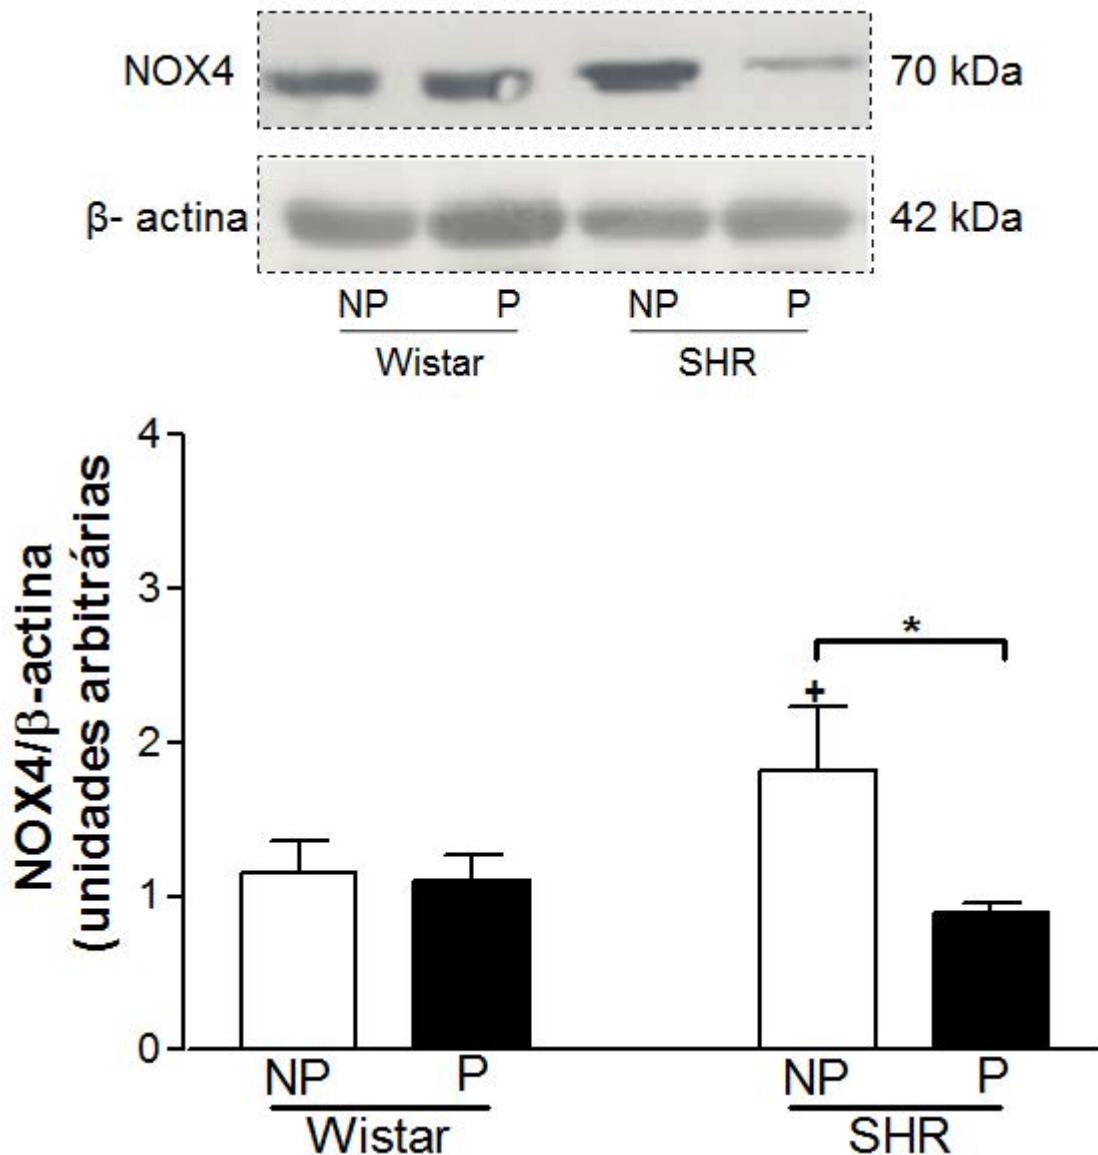 NOX4 70 kDa
β- actina 42 kDa
NP P NP P
Wistar SHR
NOX4/β-actina
(unidades arbitrárias
4
3
2
1
0
*
+
NP P NP P
Wistar SHR